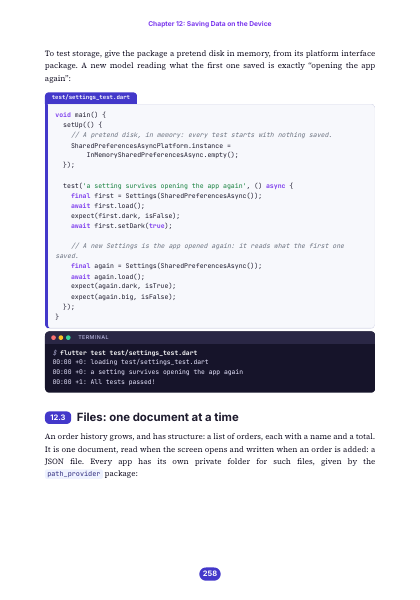 Chapter 12: Saving Data on the Device
To test storage, give the package a pretend disk in memory, from its platform interface
package. A new model reading what the first one saved is exactly “opening the app
again”:
test/settings_test.dart
void main() {
  setUp(() {
    // A pretend disk, in memory: every test starts with nothing saved.
    SharedPreferencesAsyncPlatform.instance =
        InMemorySharedPreferencesAsync.empty();
  });

  test('a setting survives opening the app again', () async {
    final first = Settings(SharedPreferencesAsync());
    await first.load();
    expect(first.dark, isFalse);
    await first.setDark(true);

    // A new Settings is the app opened again: it reads what the first one
saved.
    final again = Settings(SharedPreferencesAsync());
    await again.load();
    expect(again.dark, isTrue);
    expect(again.big, isFalse);
  });
}
TERMINAL
$ flutter test test/settings_test.dart
00:00 +0: loading test/settings_test.dart
00:00 +0: a setting survives opening the app again
00:00 +1: All tests passed!
12.3 Files: one document at a time
An order history grows, and has structure: a list of orders, each with a name and a total.
It is one document, read when the screen opens and written when an order is added: a
JSON file. Every app has its own private folder for such files, given by the
path_provider package:
258